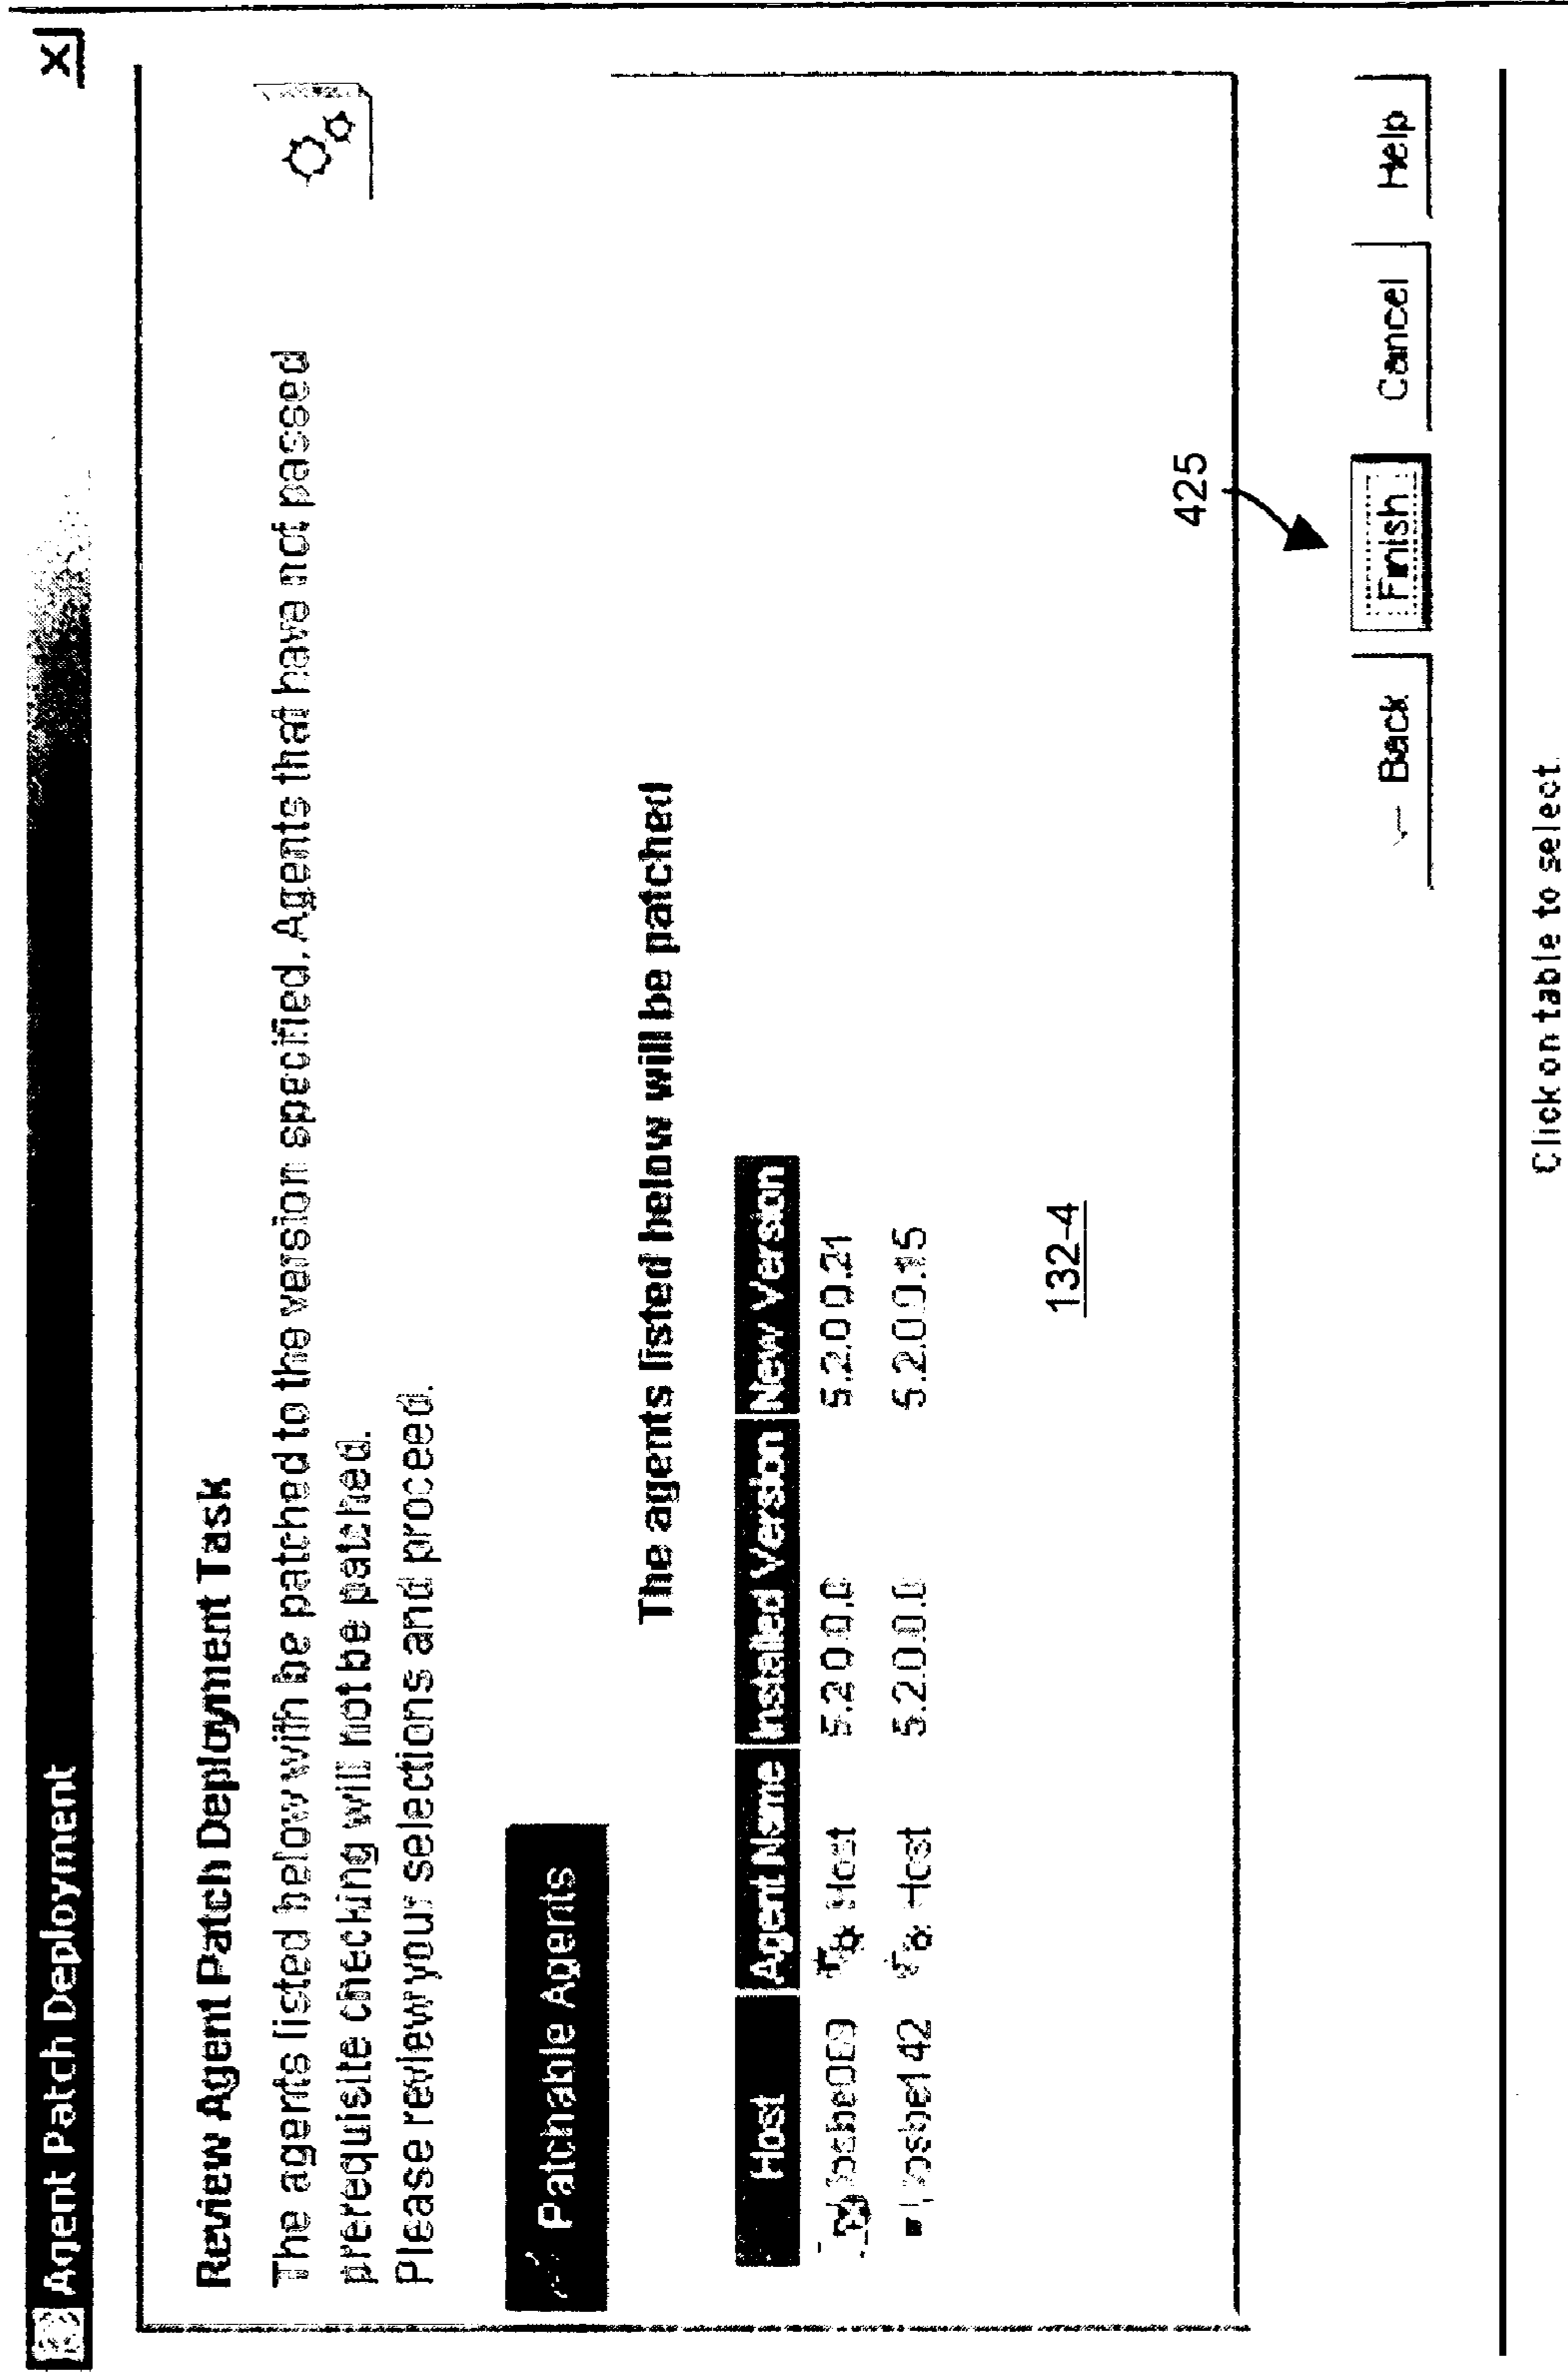 Agent Patch Deployment
X
Review Agent Patch Deployment Task
The agents listed below with be patched to the version specified. Agents that have not passed
prerequisite checking will not be patched.
Please review your selections and proceed.
Patchable Agents
The agents listed below will be patched
Host Agent Name Installed Version New Version
Host 5.2.0.0.0 5.2.0.0.21
Host 5.2.0.0.0 5.2.0.0.15
132-4
425
Back Finish Cancel Help
Click on table to select.